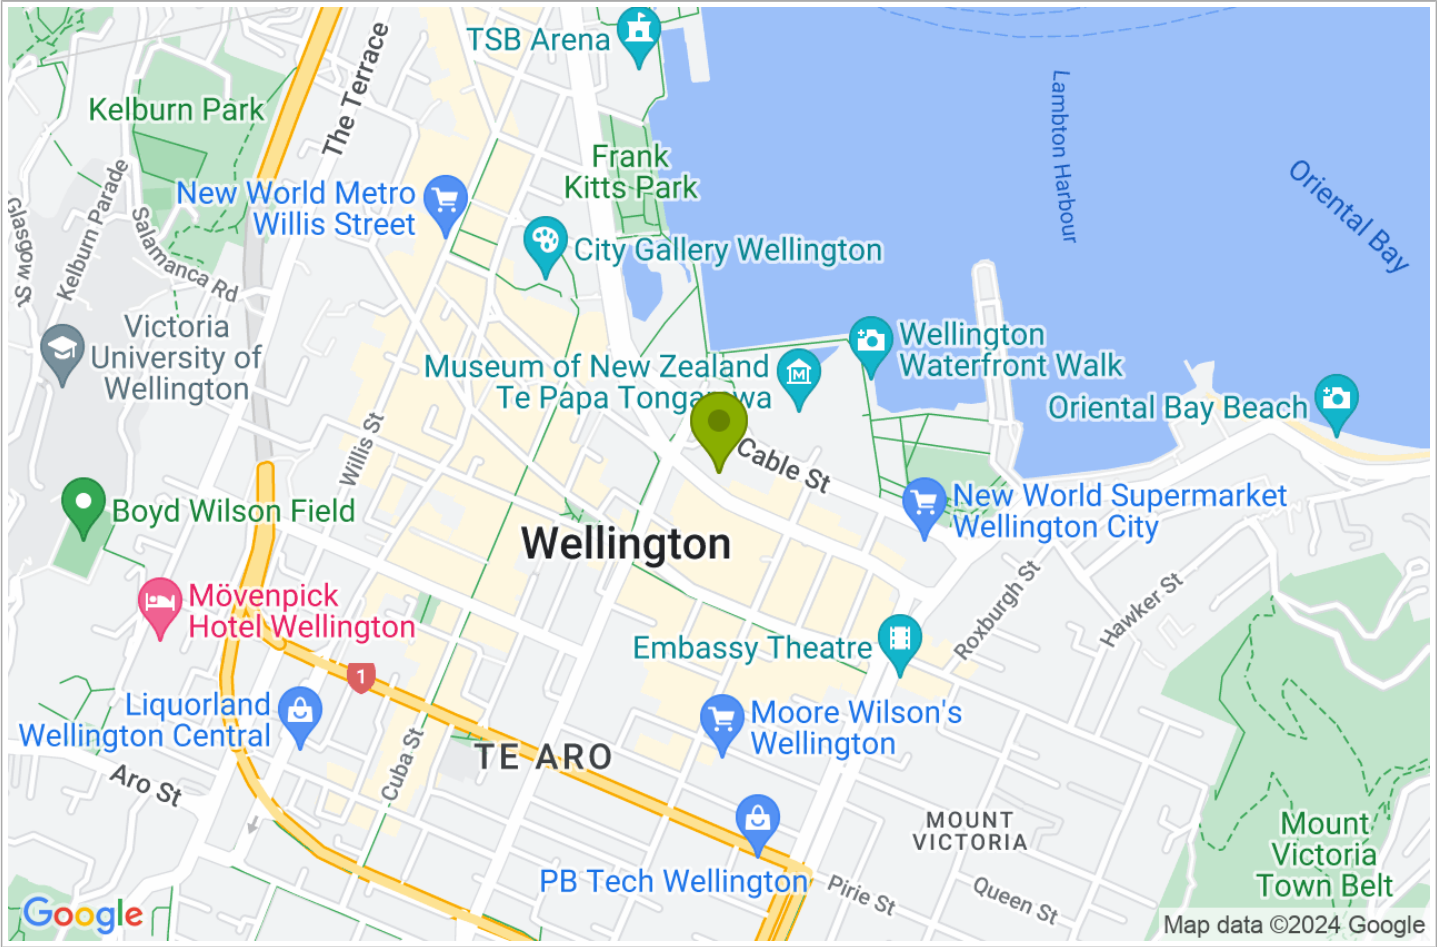 TSB Arena
The Terrace
Lambton Harbour
Kelburn Park
Frank
Kitts Park
Oriental Bay
Kelburn Parade
New World Metro
Willis Street
Glasgow St
Salamanca Rd
City Gallery Wellington
Victoria
University of
Wellington
Wellington
Waterfront Walk
Museum of New Zealand
Te Papa Tongarewa
Oriental Bay Beach
Willis St
Cable St
Boyd Wilson Field
New World Supermarket
Wellington City
Wellington
Mövenpick
Hotel Wellington
Roxburgh St
Hawker St
Embassy Theatre
1
Liquorland
Wellington Central
Moore Wilson's
Wellington
Cuba St
TE ARO
Aro St
MOUNT
VICTORIA
Mount
Victoria
Town Belt
PB Tech Wellington
Pirie St
Queen St
Google
Map data ©2024 Google